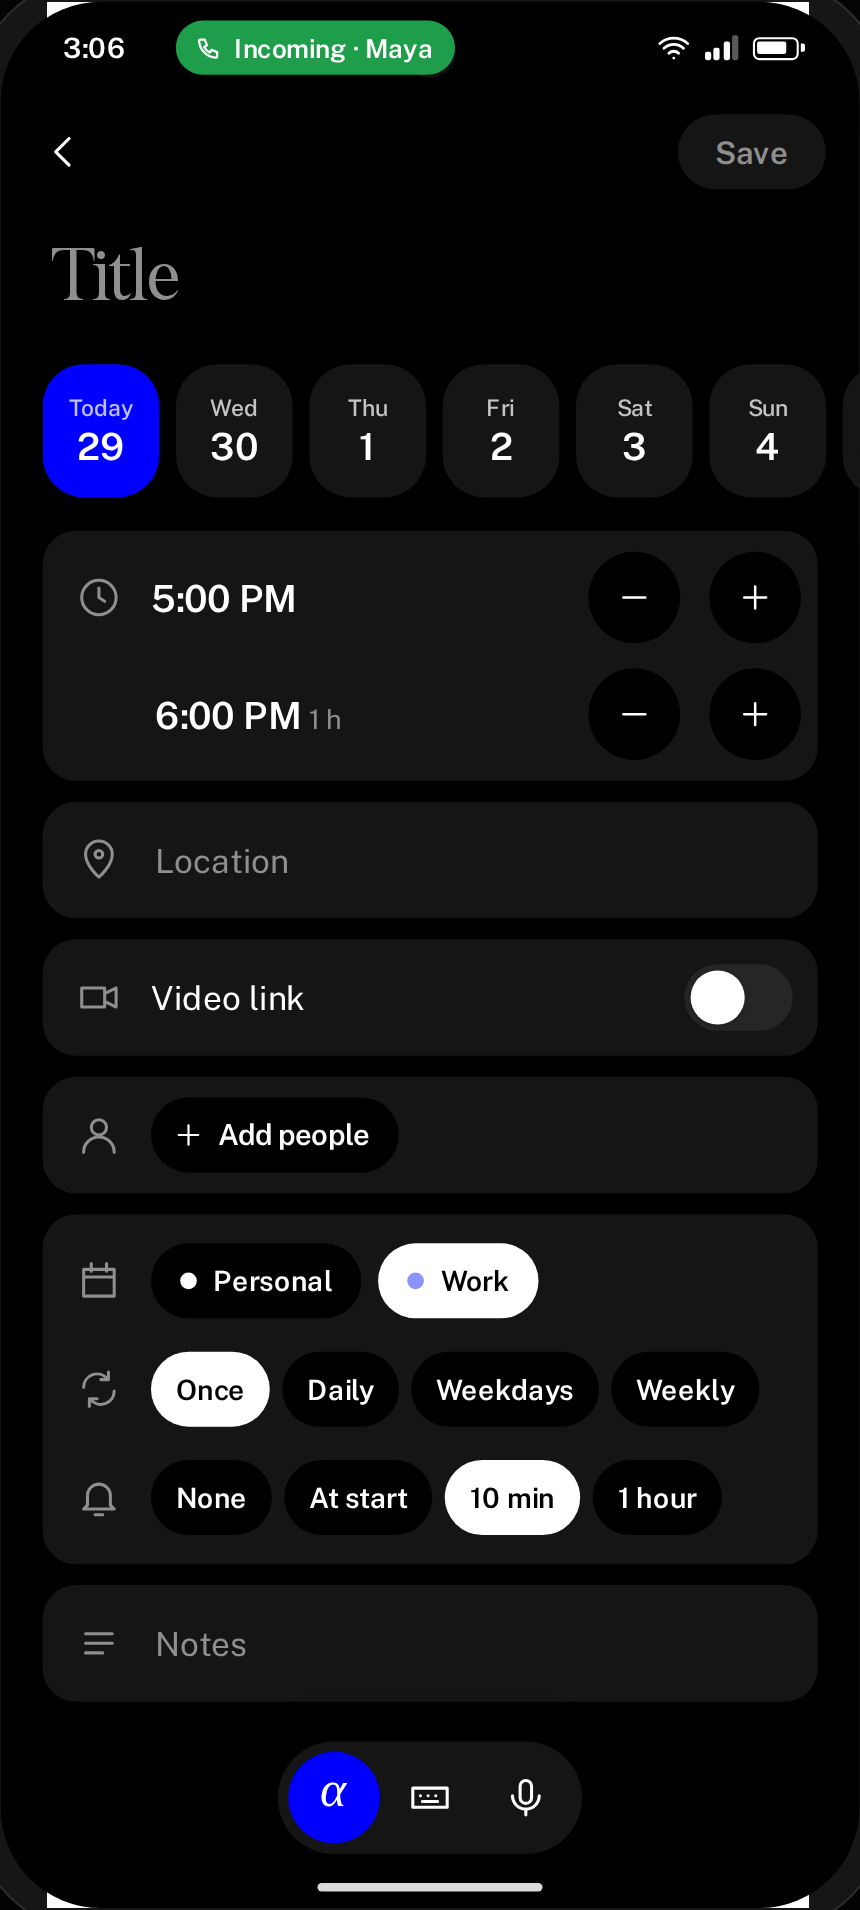 3:06
Incoming · Maya
Save
Title
Today
29
Wed
30
Thu
1
Fri
2
Sat
3
Sun
4
5:00 PM
6:00 PM 1 h
Location
Video link
Add people
Personal Work
Once Daily Weekdays Weekly
None At start 10 min 1 hour
Notes
α